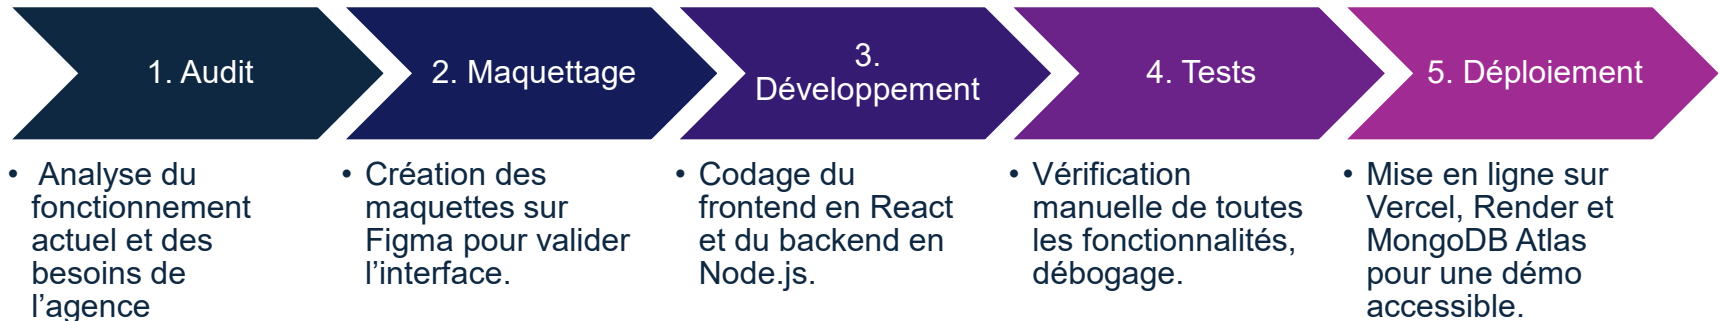 1. Audit
2. Maquettage
3.
Développement
4. Tests
5. Déploiement
• Analyse du
fonctionnement
actuel et des
besoins de
l’agence
• Création des
maquettes sur
Figma pour valider
l’interface.
• Codage du
frontend en React
et du backend en
Node.js.
• Vérification
manuelle de toutes
les fonctionnalités,
débogage.
• Mise en ligne sur
Vercel, Render et
MongoDB Atlas
pour une démo
accessible.